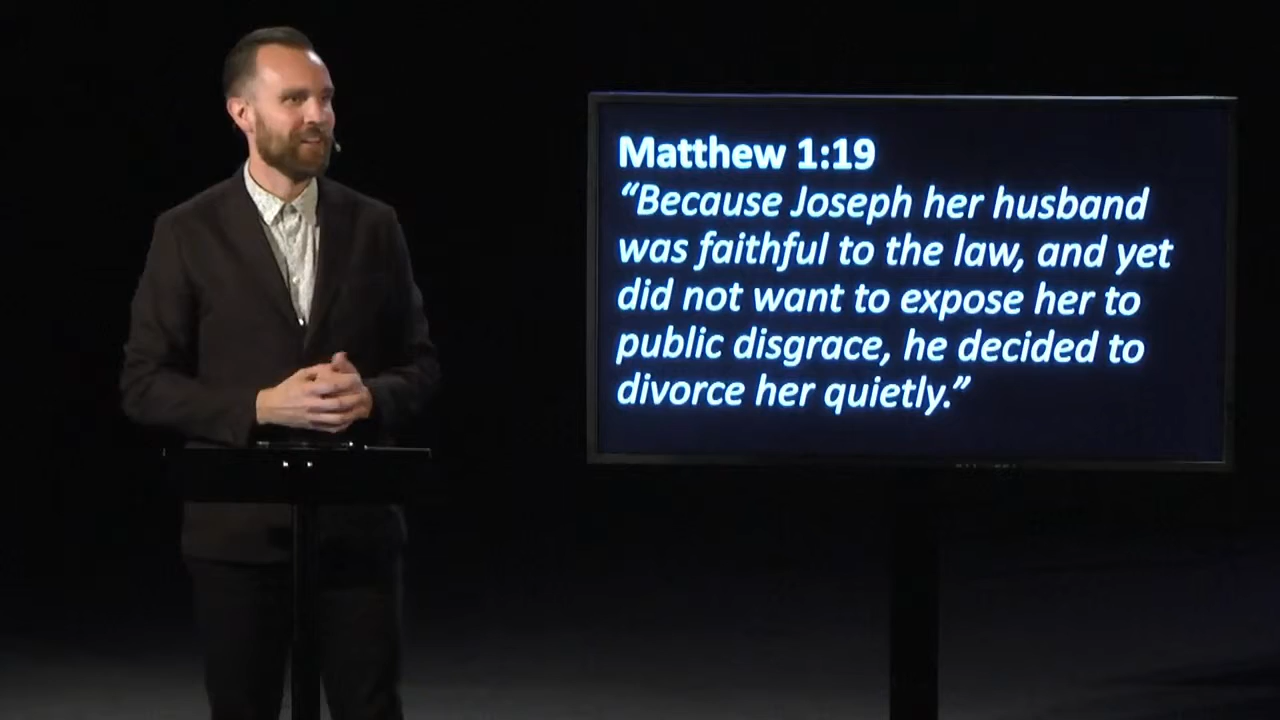 Matthew 1:19
“Because Joseph her husband
was faithful to the law, and yet
did not want to expose her to
public disgrace, he decided to
divorce her quietly.”